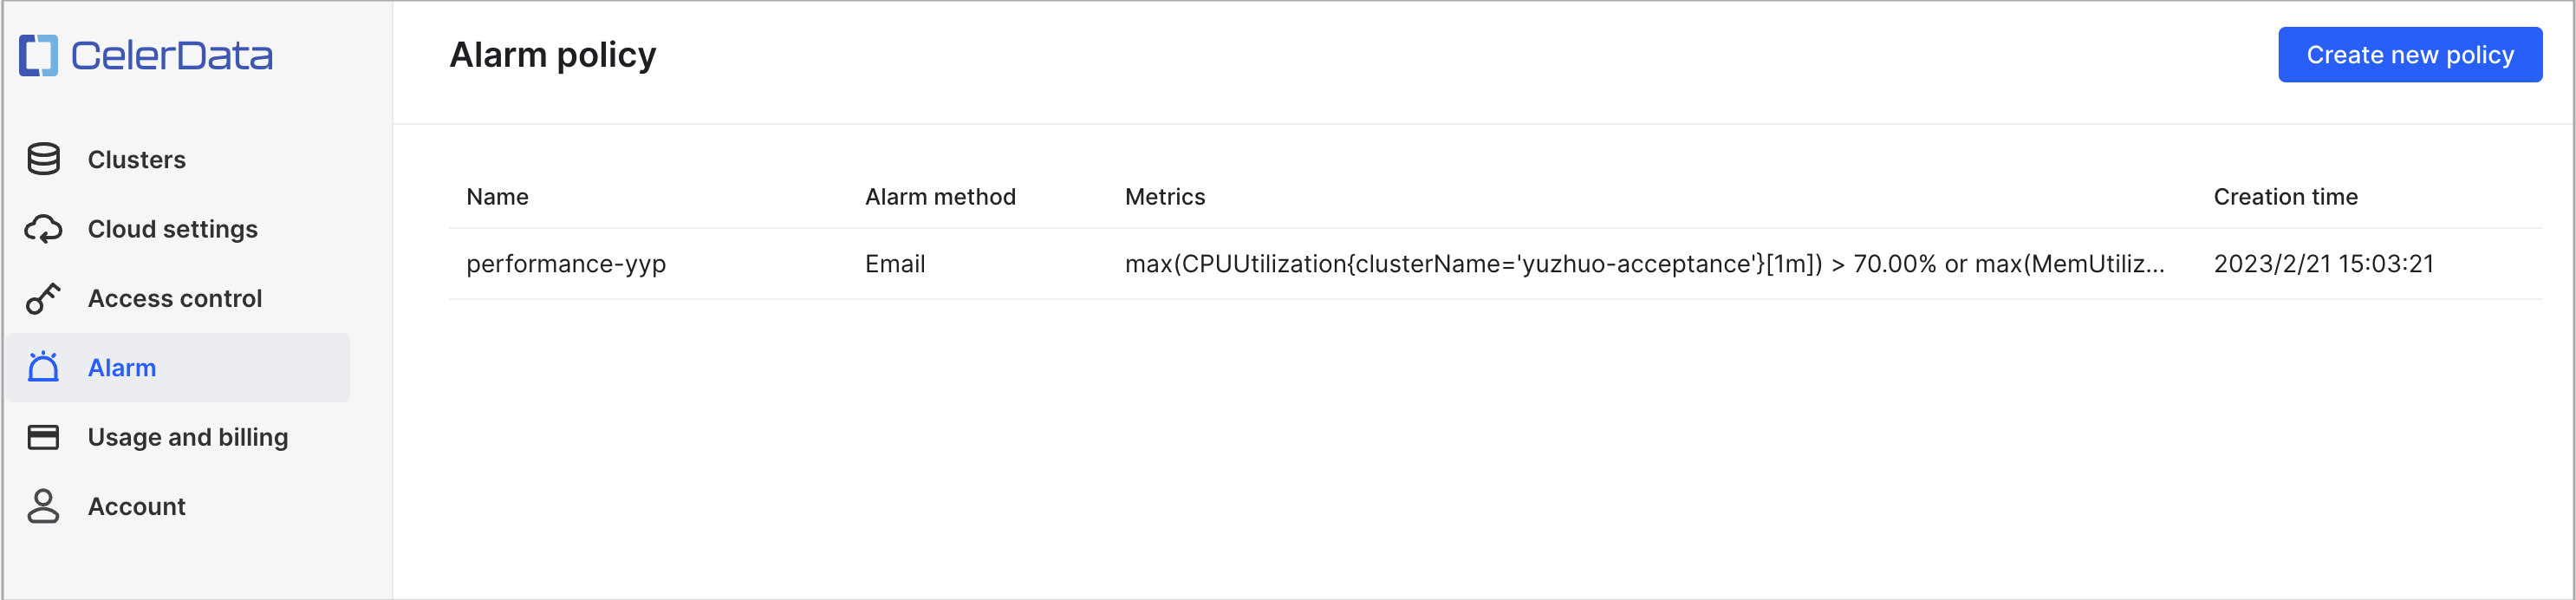 CelerData
Clusters
Cloud settings
Access control
Alarm
Usage and billing
Account
Alarm policy
Create new policy
Name Alarm method Metrics Creation time
performance-yyp Email max(CPUUtilization{clusterName='yuzhuo-acceptance'}[1m]) > 70.00% or max(MemUtiliz... 2023/2/21 15:03:21